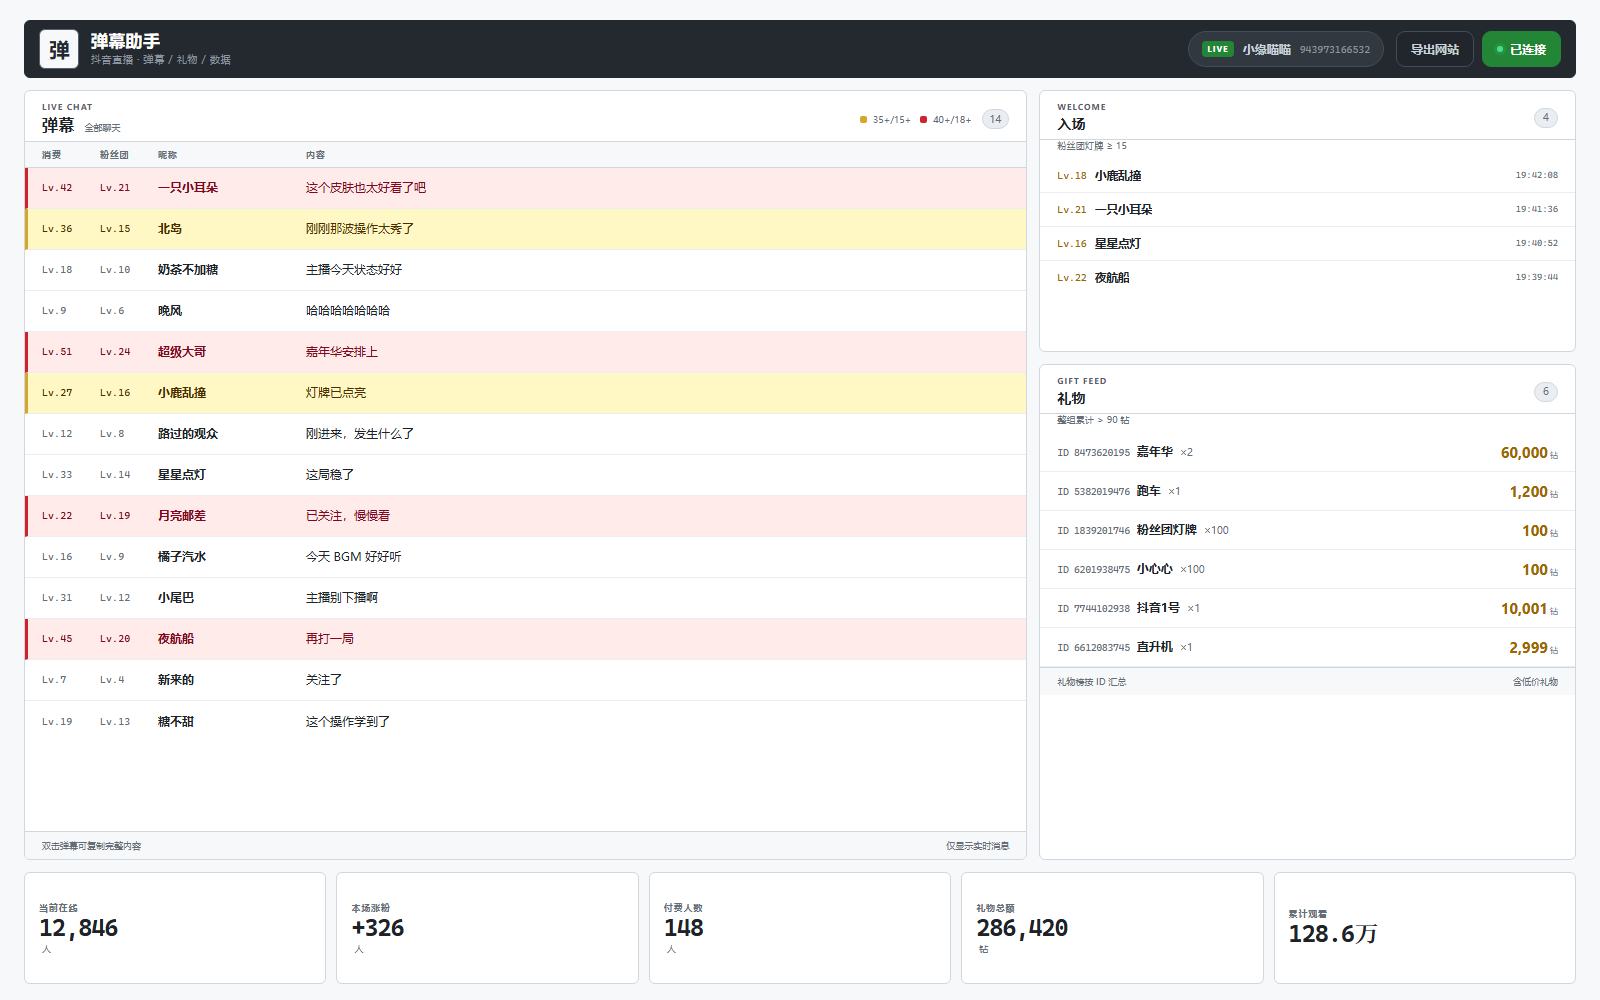 弹
弹幕助手
抖音直播 · 弹幕 / 礼物 / 数据
LIVE 小缘喵喵 943973166532
导出网站
已连接
LIVE CHAT
弹幕 全部聊天
35+/15+ 40+/18+ 14
消费 粉丝团 昵称 内容
Lv.42 Lv.21 一只小耳朵 这个皮肤也太好看了吧
Lv.36 Lv.15 北岛 刚刚那波操作太秀了
Lv.18 Lv.10 奶茶不加糖 主播今天状态好好
Lv.9 Lv.6 晚风 哈哈哈哈哈哈哈
Lv.51 Lv.24 超级大哥 嘉年华安排上
Lv.27 Lv.16 小鹿乱撞 灯牌已点亮
Lv.12 Lv.8 路过的观众 刚进来，发生什么了
Lv.33 Lv.14 星星点灯 这局稳了
Lv.22 Lv.19 月亮邮差 已关注，慢慢看
Lv.16 Lv.9 橘子汽水 今天 BGM 好好听
Lv.31 Lv.12 小尾巴 主播别下播啊
Lv.45 Lv.20 夜航船 再打一局
Lv.7 Lv.4 新来的 关注了
Lv.19 Lv.13 糖不甜 这个操作学到了
双击弹幕可复制完整内容 仅显示实时消息
WELCOME
入场 4
粉丝团灯牌 ≥ 15
Lv.18 小鹿乱撞 19:42:08
Lv.21 一只小耳朵 19:41:36
Lv.16 星星点灯 19:40:52
Lv.22 夜航船 19:39:44
GIFT FEED
礼物 6
整组累计 > 90 钻
ID 8473620195 嘉年华 ×2 60,000 钻
ID 5382019476 跑车 ×1 1,200 钻
ID 1839201746 粉丝团灯牌 ×100 100 钻
ID 6201938475 小心心 ×100 100 钻
ID 7744102938 抖音1号 ×1 10,001 钻
ID 6612083745 直升机 ×1 2,999 钻
礼物榜按 ID 汇总 含低价礼物
当前在线
12,846
人
本场涨粉
+326
人
付费人数
148
人
礼物总额
286,420
钻
累计观看
128.6万